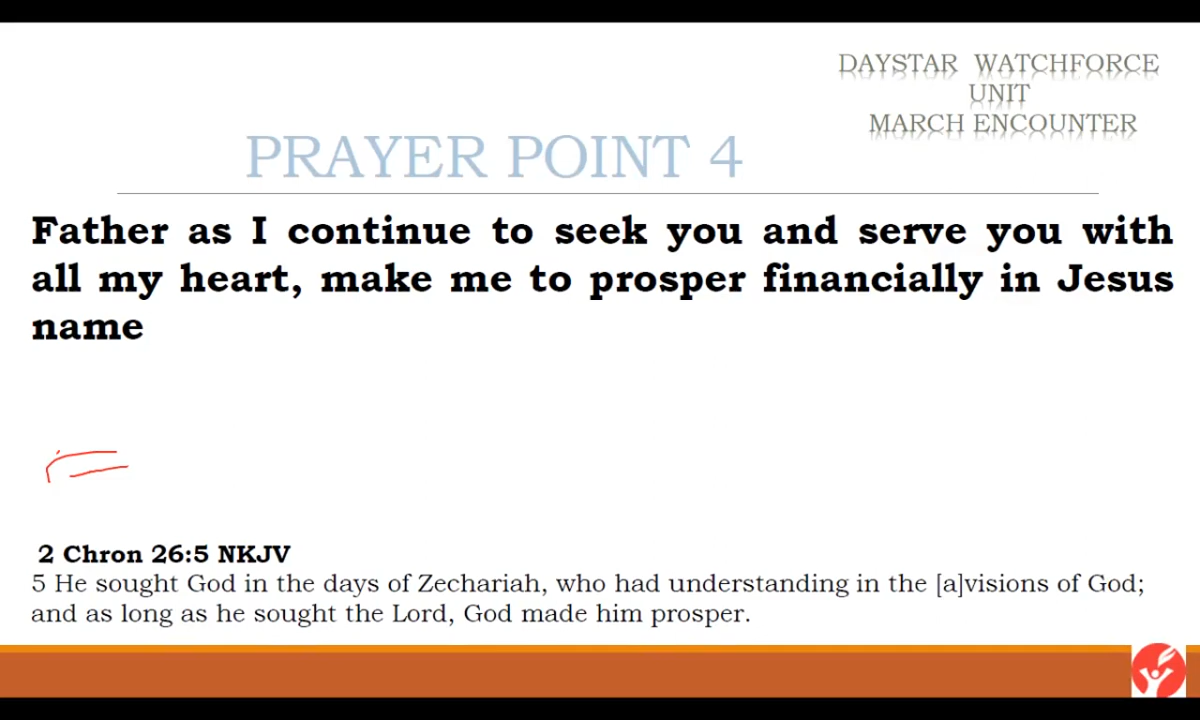 DAYSTAR WATCHFORCE
UNIT
MARCH ENCOUNTER
PRAYER POINT 4
Father as I continue to seek you and serve you with
all my heart, make me to prosper financially in Jesus
name
2 Chron 26:5 NKJV
5 He sought God in the days of Zechariah, who had understanding in the [a]visions of God;
and as long as he sought the Lord, God made him prosper.